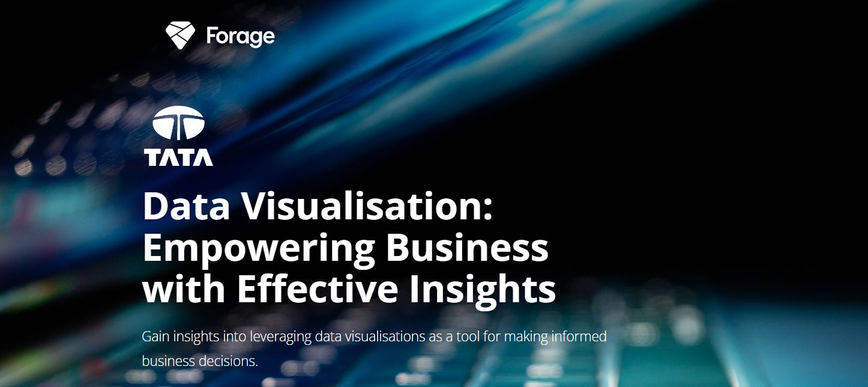 Forage
TATA
Data Visualisation:
Empowering Business
with Effective Insights
Gain insights into leveraging data visualisations as a tool for making informed
business decisions.